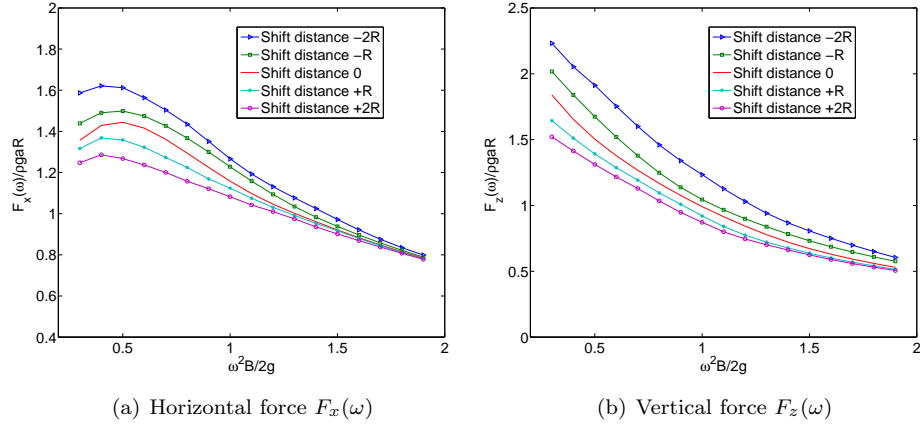 2
1.8
1.6
1.4
1.2
1
0.8
0.6
0.4
0.5
1
1.5
2
F_x(ω)/ρgaR
ω²B/2g
Shift distance −2R
Shift distance −R
Shift distance 0
Shift distance +R
Shift distance +2R
(a) Horizontal force F_x(ω)
2.5
2
1.5
1
0.5
0
0.5
1
1.5
2
F_z(ω)/ρgaR
ω²B/2g
Shift distance −2R
Shift distance −R
Shift distance 0
Shift distance +R
Shift distance +2R
(b) Vertical force F_z(ω)